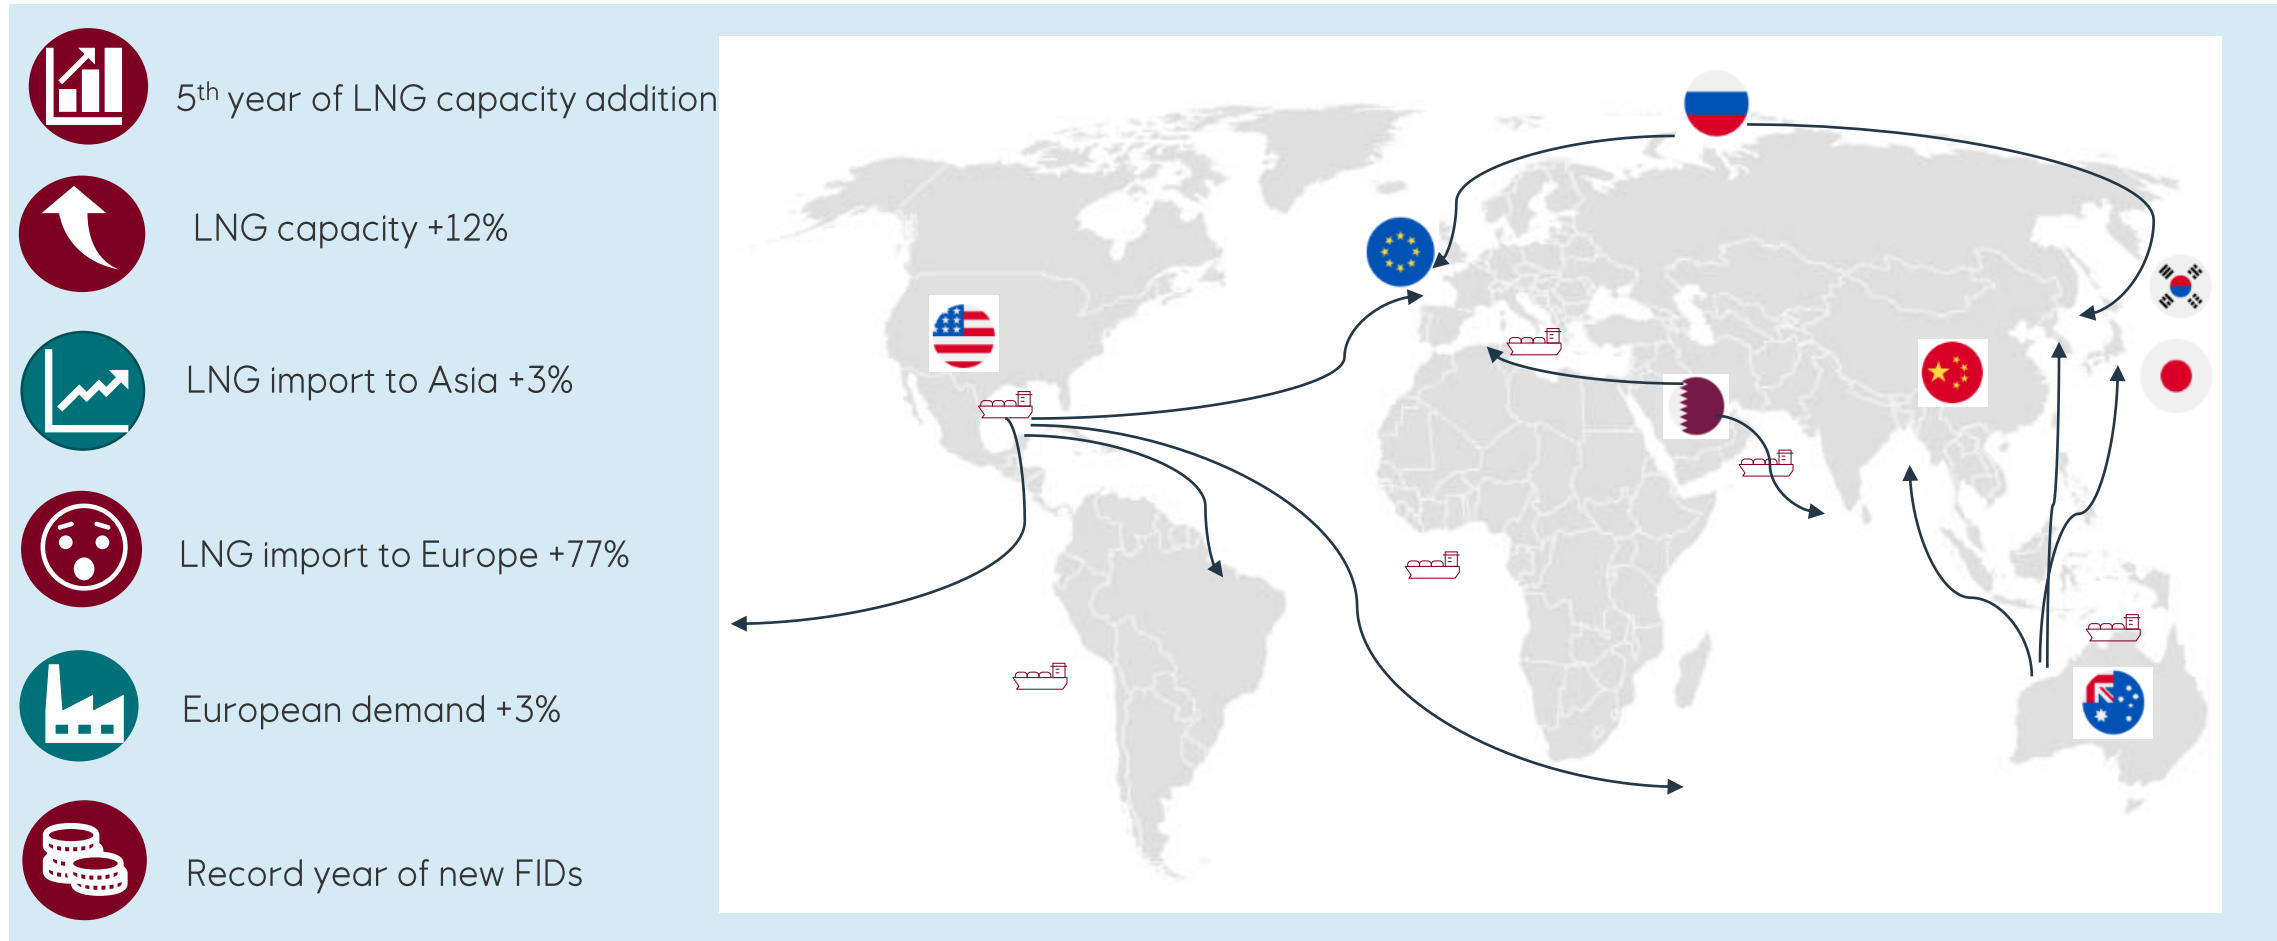 5th year of LNG capacity addition
LNG capacity +12%
LNG import to Asia +3%
LNG import to Europe +77%
European demand +3%
Record year of new FIDs